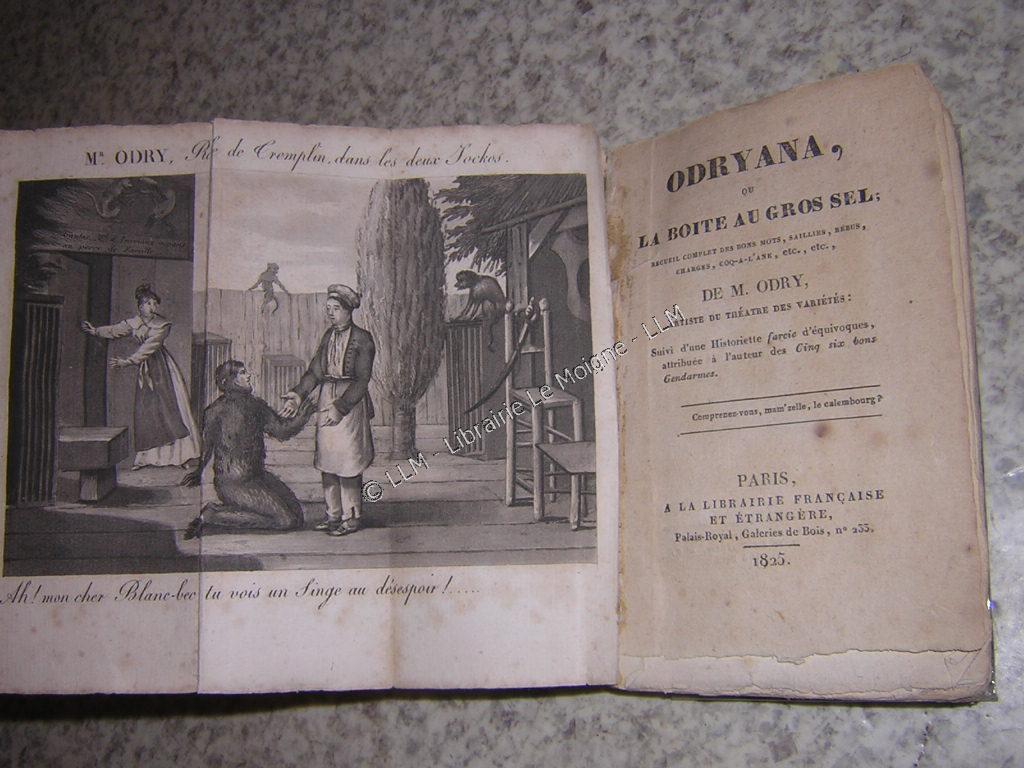 Mr. ODRY, Rle de Tremplin, dans les deux Jockos.
Ah! mon cher Blanc-bec tu vois un Singe au désespoir!.....
ODRYANA,
OU
LA BOITE AU GROS SEL;
RECUEIL COMPLET DES BONS MOTS, SAILLIES, RÉBUS,
CHARGES, COQ-A-L'ANE, etc., etc.,
DE M. ODRY,
ARTISTE DU THÉATRE DES VARIÉTÉS:
Suivi d'une Historiette farcie d'équivoques,
attribuée à l'auteur des Cinq six bons
Gendarmes.
Comprenez-vous, mam'zelle, le calembourg?
PARIS,
A LA LIBRAIRIE FRANÇAISE
ET ÉTRANGÈRE,
Palais-Royal, Galeries de Bois, no 233.
1825.
© LLM - Librairie Le Moigne - LLM